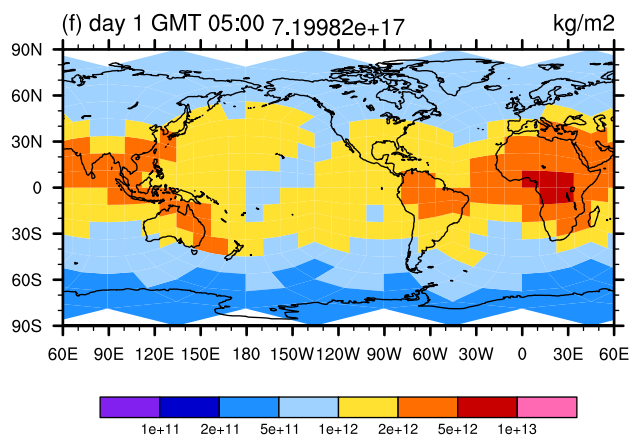 (f) day 1 GMT 05:00 7.19982e+17 kg/m2
90N
60N
30N
0
30S
60S
90S
60E 90E 120E 150E 180 150W 120W 90W 60W 30W 0 30E 60E
1e+11 2e+11 5e+11 1e+12 2e+12 5e+12 1e+13